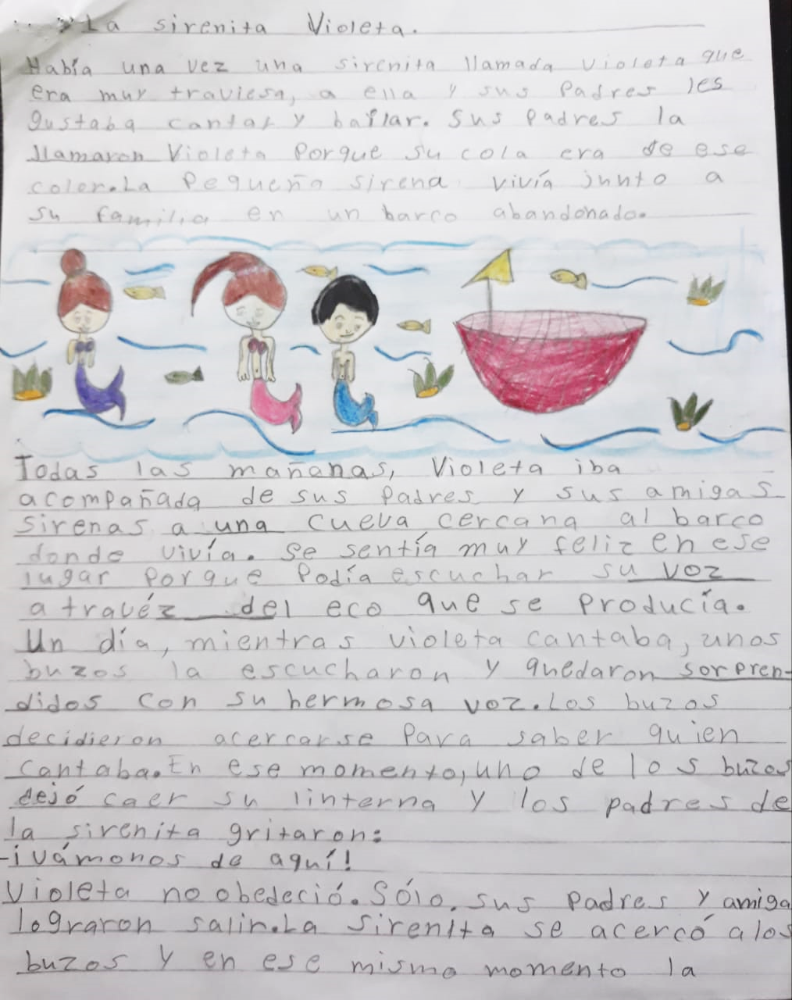 La sirenita Violeta.
Había una vez una sirenita llamada Violeta que
era muy traviesa, a ella y sus Padres les
gustaba cantar y bailar. Sus Padres la
llamaron Violeta Porque su cola era de ese
color.La Pequeña sirena vivía junto a
su familia en un barco abandonado.
Todas las mañanas, Violeta iba
acompañada de sus Padres y sus amigas
sirenas a una cueva cercana al barco
donde vivía. Se sentía muy feliz en ese
lugar Porque Podía escuchar su voz
a travéz del eco que se Producía.
Un día, mientras violeta cantaba, unos
buzos la escucharon y quedaron sorpren-
didos con su hermosa voz.Los buzos
decidieron acercarse Para saber quien
cantaba.En ese momento, uno de los buzos
dejó caer su linterna y los padres de
la sirenita gritaron:
-¡vámonos de aquí!
Violeta no obedeció.Sólo sus Padres y amiga
lograron salir.La Sirenita se acercó a los
buzos y en ese mismo momento la